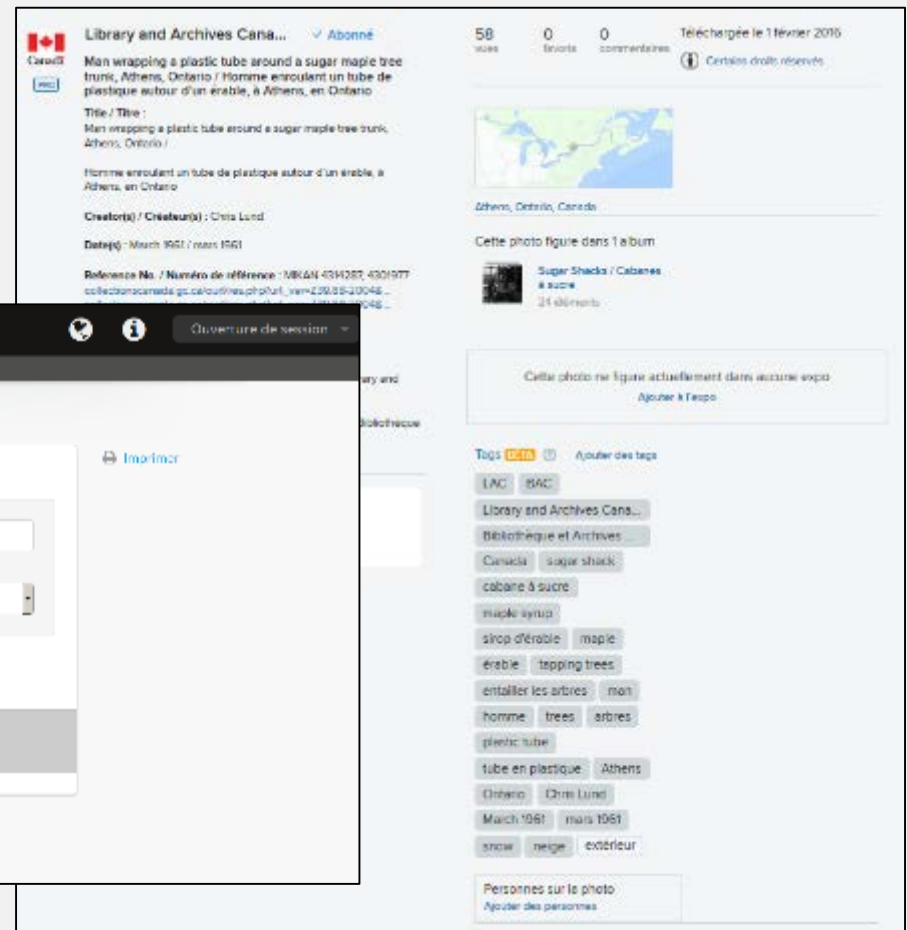 Library and Archives Cana... ✓ Abonné
Canada
PRO
Man wrapping a plastic tube around a sugar maple tree
trunk, Athens, Ontario / Homme enroulant un tube de
plastique autour d'un érable, à Athens, en Ontario
Title / Titre :
Man wrapping a plastic tube around a sugar maple tree trunk,
Athens, Ontario /
Homme enroulant un tube de plastique autour d'un érable, à
Athens, en Ontario
Creator(s) / Créateur(s) : Chris Lund
Date(s) : March 1961 / mars 1961
Reference No. / Numéro de référence : MIKAN 4314287, 4301977
ary and
Bibliothèque
Ouverture de session
Imprimer
58 0 0
vues favoris commentaires
Téléchargée le 1 février 2016
Certains droits réservés
Athens, Ontario, Canada
Cette photo figure dans 1 album
Sugar Shacks / Cabanes
à sucre
24 éléments
Cette photo ne figure actuellement dans aucune expo
Ajouter à l'expo
Tags BETA ? Ajouter des tags
LAC BAC
Library and Archives Cana...
Bibliothèque et Archives ...
Canada sugar shack
cabane à sucre
maple syrup
sirop d'érable maple
érable tapping trees
entailler les arbres man
homme trees arbres
plastic tube
tube en plastique Athens
Ontario Chris Lund
March 1961 mars 1961
snow neige extérieur
Personnes sur la photo
Ajouter des personnes